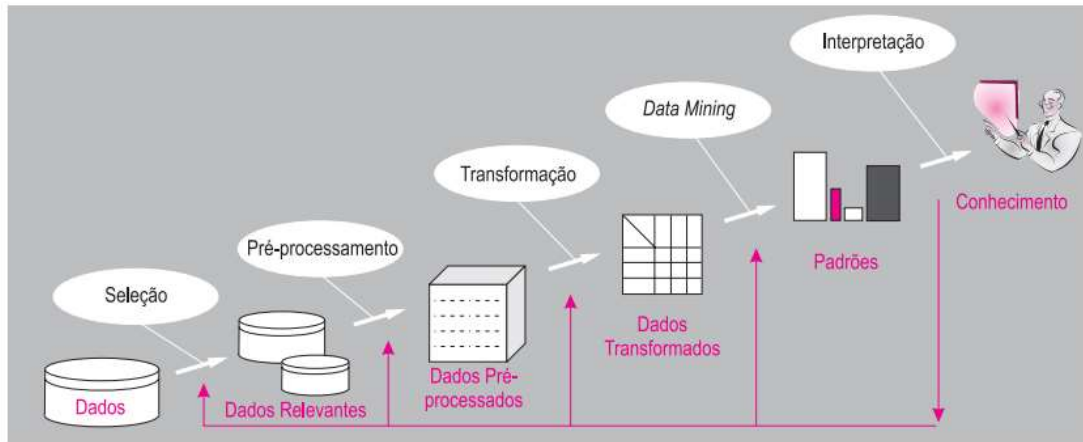 Interpretação
Data Mining
Transformação
Conhecimento
Pré-processamento
Padrões
Seleção
Dados
Transformados
Dados Pré-
processados
Dados
Dados Relevantes